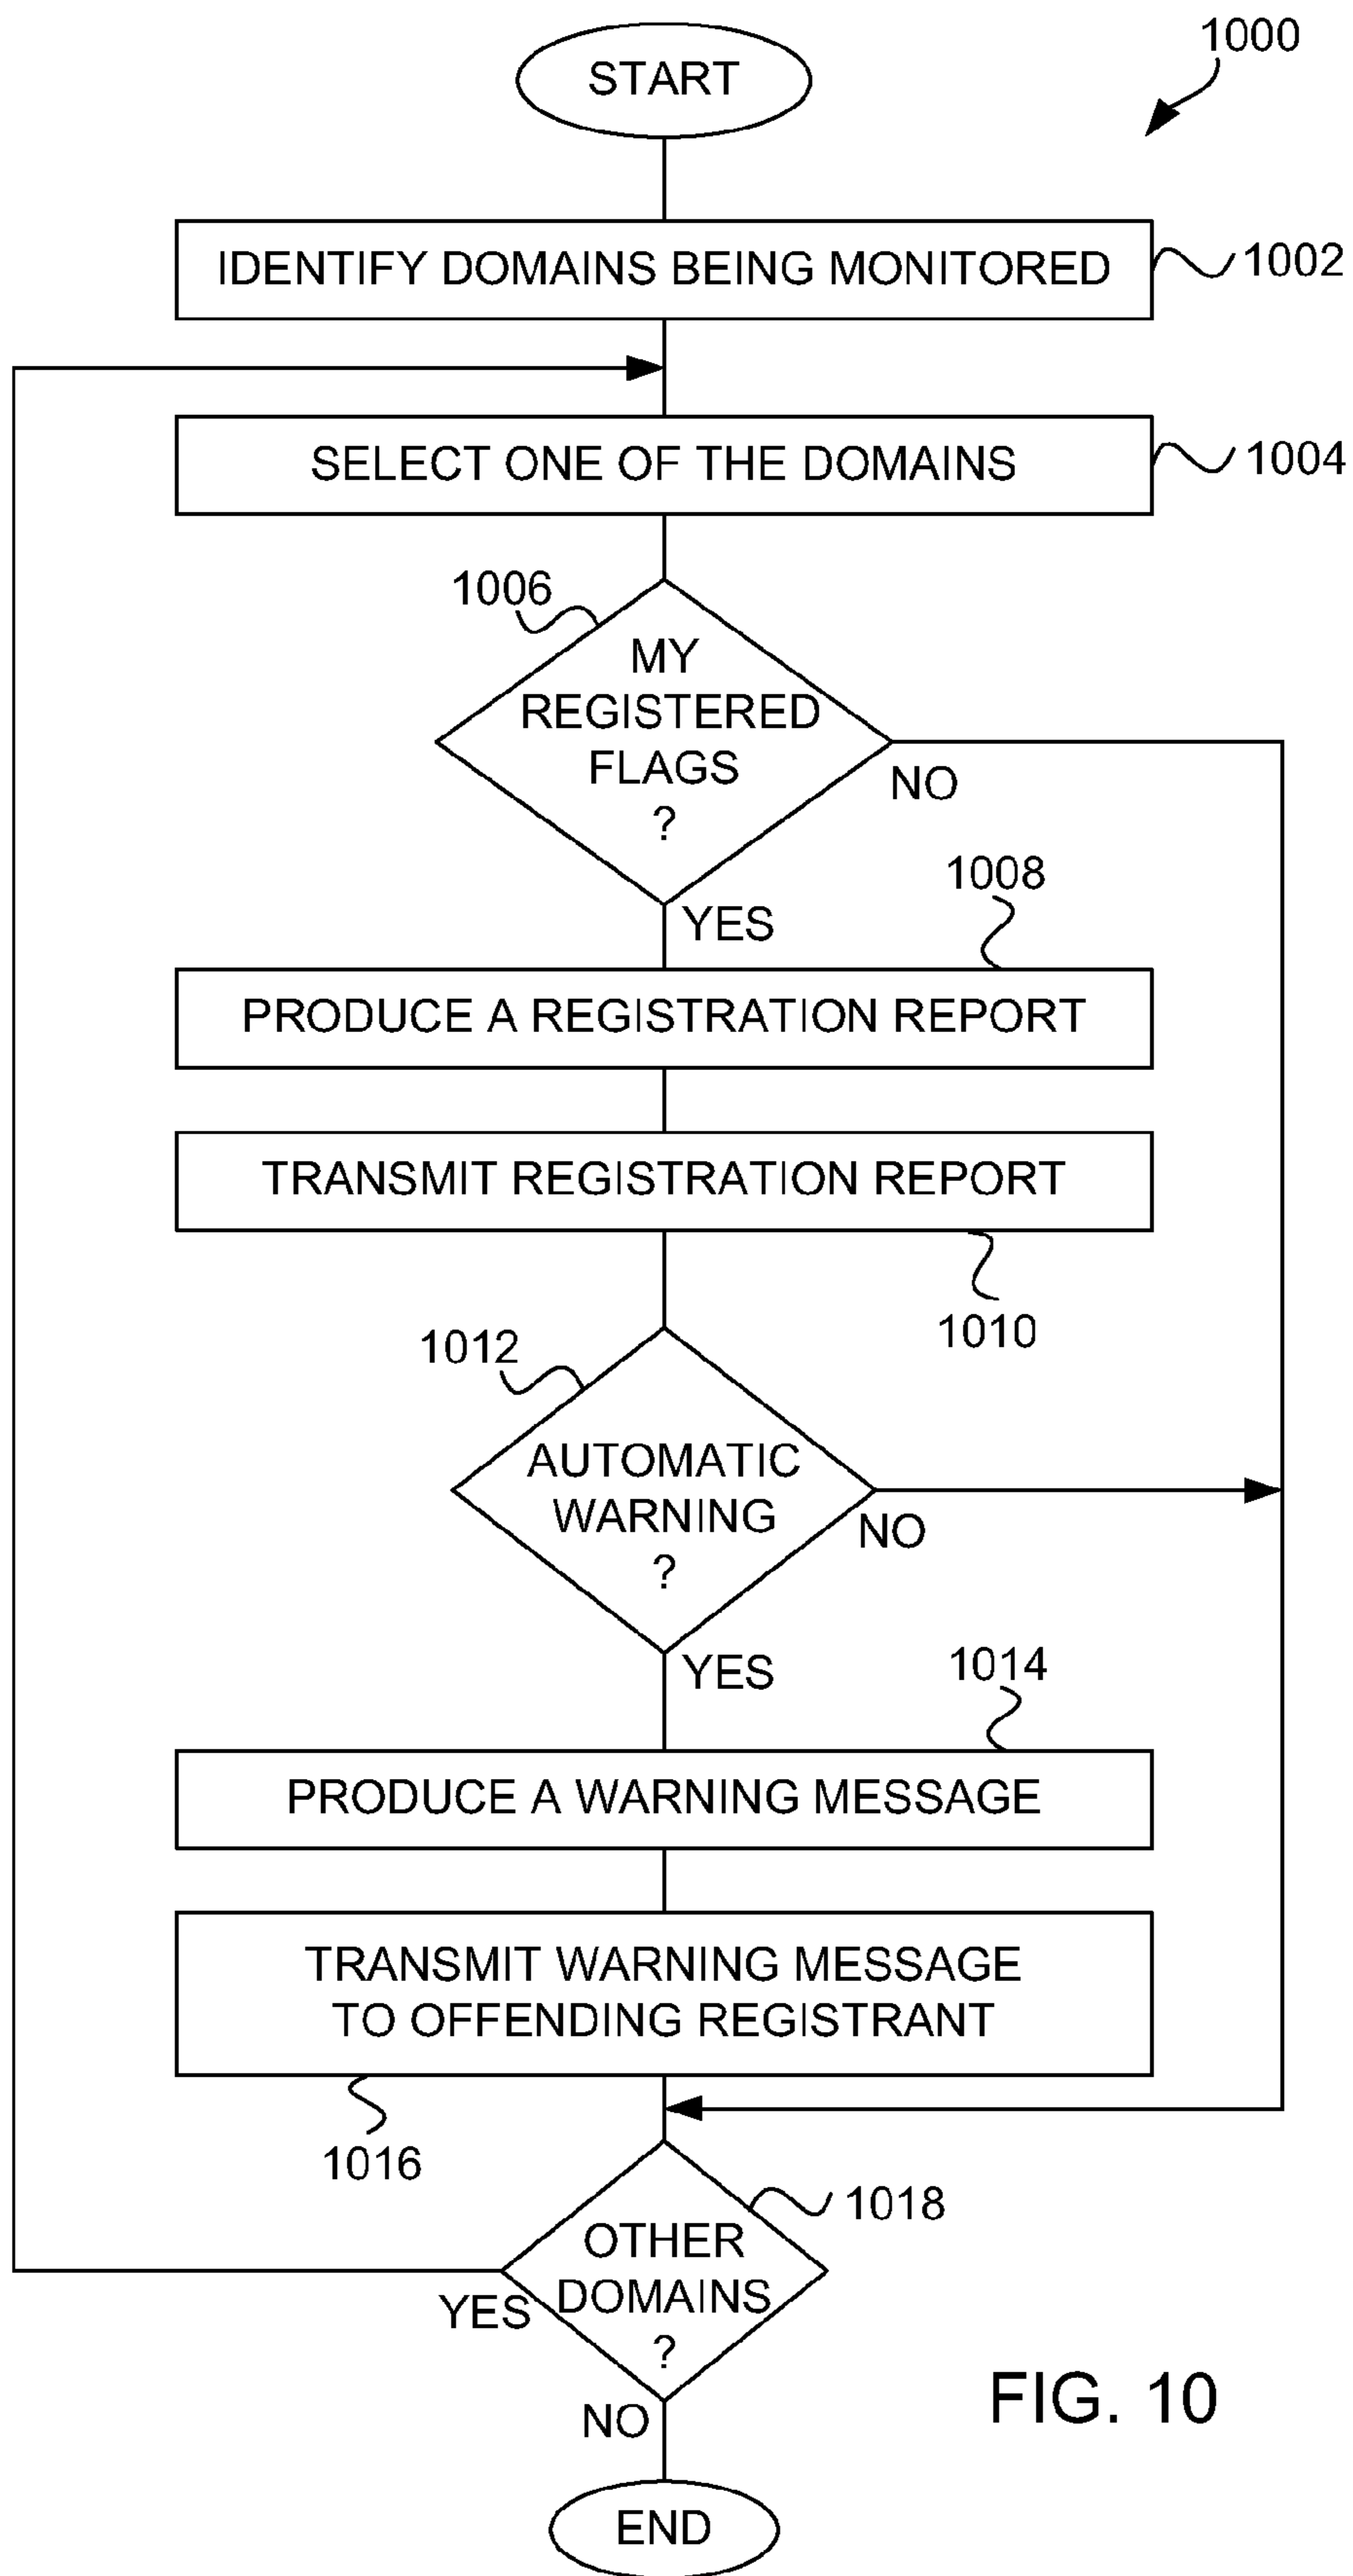 1000
START
IDENTIFY DOMAINS BEING MONITORED
1002
SELECT ONE OF THE DOMAINS
1004
1006
MY
REGISTERED
FLAGS
?
NO
YES
1008
PRODUCE A REGISTRATION REPORT
TRANSMIT REGISTRATION REPORT
1010
1012
AUTOMATIC
WARNING
?
NO
YES
1014
PRODUCE A WARNING MESSAGE
TRANSMIT WARNING MESSAGE
TO OFFENDING REGISTRANT
1016
1018
OTHER
DOMAINS
?
YES
NO
FIG. 10
END